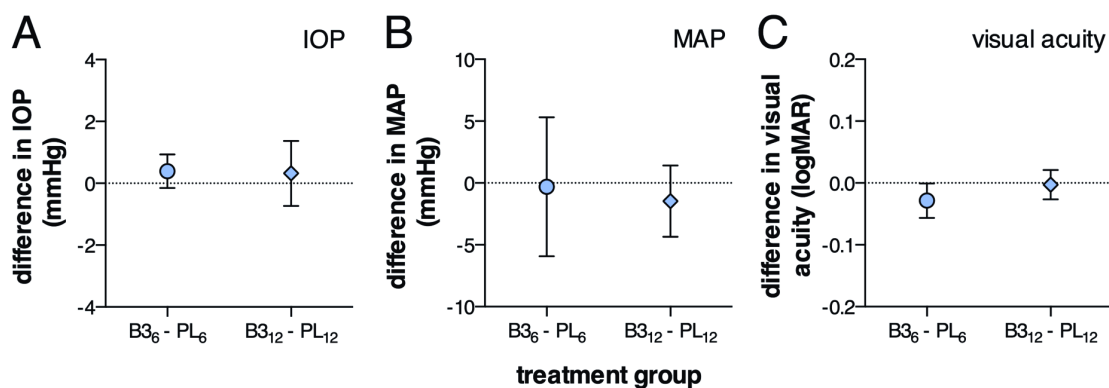 A
IOP
difference in IOP
(mmHg)
4
2
0
-2
-4
B3₆ - PL₆
B3₁₂ - PL₁₂
B
MAP
difference in MAP
(mmHg)
10
5
0
-5
-10
B3₆ - PL₆
B3₁₂ - PL₁₂
treatment group
C
visual acuity
difference in visual
acuity (logMAR)
0.2
0.1
0.0
-0.1
-0.2
B3₆ - PL₆
B3₁₂ - PL₁₂